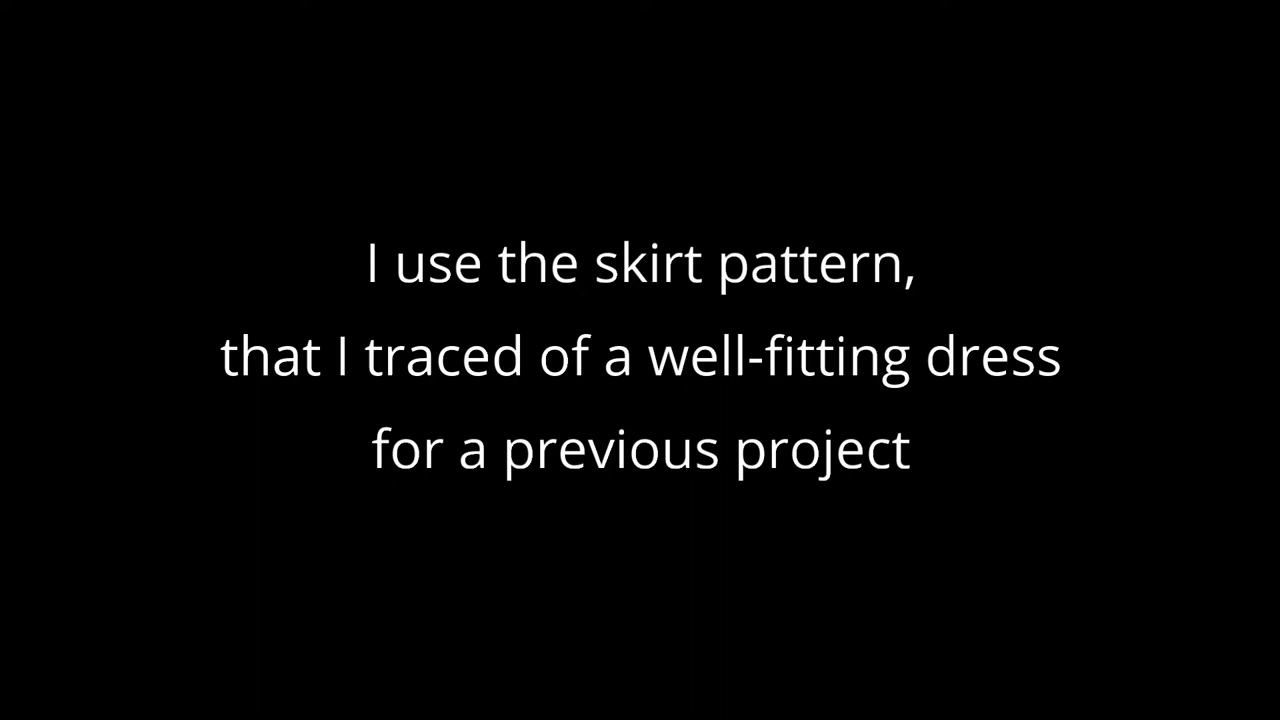 I use the skirt pattern,
that I traced of a well-fitting dress
for a previous project